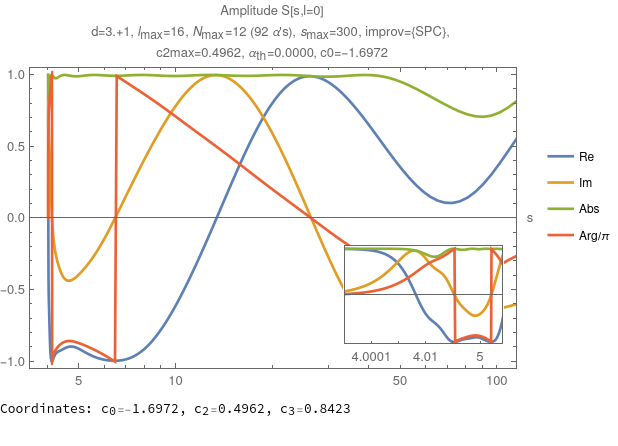 Amplitude S[s,l=0]
d=3.+1, lmax=16, Nmax=12 (92 α's), smax=300, improv={SPC},
c2max=0.4962, αth=0.0000, c0=−1.6972
1.0
0.5
0.0
−0.5
−1.0
5
10
50
100
s
4.0001
4.01
5
Re
Im
Abs
Arg/π
Coordinates: c0=-1.6972, c2=0.4962, c3=0.8423